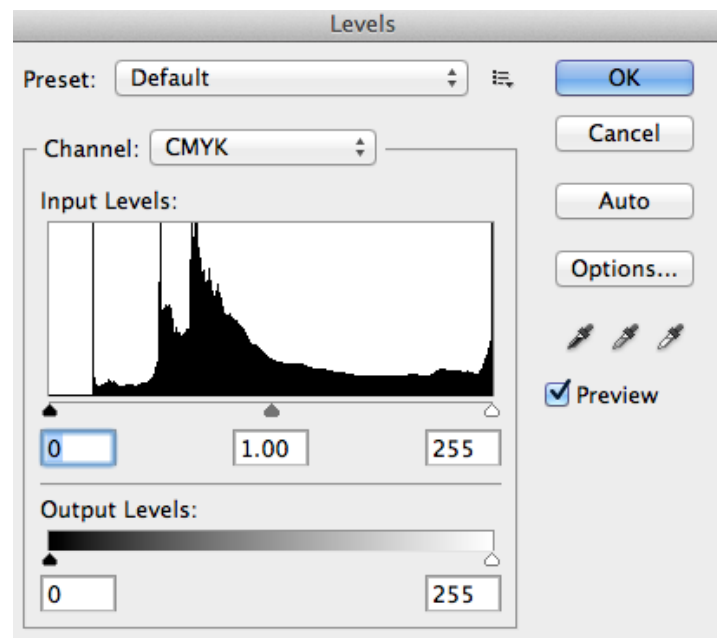 Levels
Preset: Default
OK
Channel: CMYK
Cancel
Input Levels:
Auto
Options...
Preview
0 1.00 255
Output Levels:
0 255